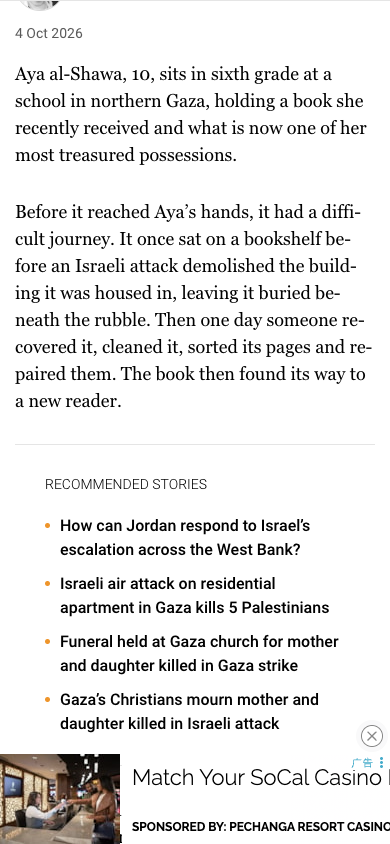 4 Oct 2026
Aya al-Shawa, 10, sits in sixth grade at a
school in northern Gaza, holding a book she
recently received and what is now one of her
most treasured possessions.
Before it reached Aya’s hands, it had a diffi-
cult journey. It once sat on a bookshelf be-
fore an Israeli attack demolished the build-
ing it was housed in, leaving it buried be-
neath the rubble. Then one day someone re-
covered it, cleaned it, sorted its pages and re-
paired them. The book then found its way to
a new reader.
RECOMMENDED STORIES
How can Jordan respond to Israel’s
escalation across the West Bank?
Israeli air attack on residential
apartment in Gaza kills 5 Palestinians
Funeral held at Gaza church for mother
and daughter killed in Gaza strike
Gaza’s Christians mourn mother and
daughter killed in Israeli attack
广告
Match Your SoCal Casino
SPONSORED BY: PECHANGA RESORT CASINO